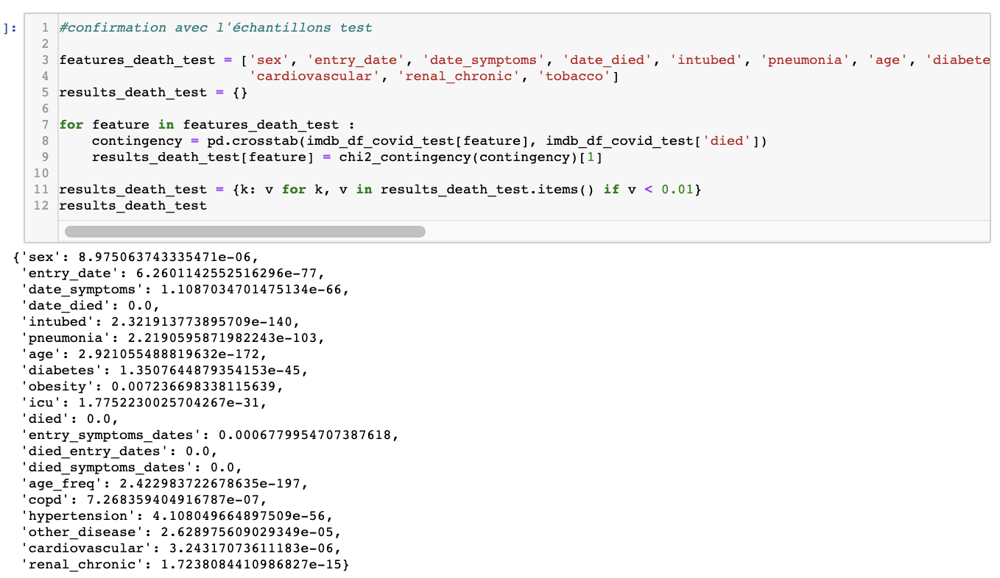 ]:
1 #confirmation avec l'échantillons test
2
3 features_death_test = ['sex', 'entry_date', 'date_symptoms', 'date_died', 'intubed', 'pneumonia', 'age', 'diabete
4                        'cardiovascular', 'renal_chronic', 'tobacco']
5 results_death_test = {}
6
7 for feature in features_death_test :
8     contingency = pd.crosstab(imdb_df_covid_test[feature], imdb_df_covid_test['died'])
9     results_death_test[feature] = chi2_contingency(contingency)[1]
10
11 results_death_test = {k: v for k, v in results_death_test.items() if v < 0.01}
12 results_death_test
{'sex': 8.975063743335471e-06,
 'entry_date': 6.2601142552516296e-77,
 'date_symptoms': 1.1087034701475134e-66,
 'date_died': 0.0,
 'intubed': 2.321913773895709e-140,
 'pneumonia': 2.2190595871982243e-103,
 'age': 2.921055488819632e-172,
 'diabetes': 1.3507644879354153e-45,
 'obesity': 0.007236698338115639,
 'icu': 1.7752230025704267e-31,
 'died': 0.0,
 'entry_symptoms_dates': 0.0006779954707387618,
 'died_entry_dates': 0.0,
 'died_symptoms_dates': 0.0,
 'age_freq': 2.422983722678635e-197,
 'copd': 7.268359404916787e-07,
 'hypertension': 4.108049664897509e-56,
 'other_disease': 2.628975609029349e-05,
 'cardiovascular': 3.24317073611183e-06,
 'renal_chronic': 1.7238084410986827e-15}